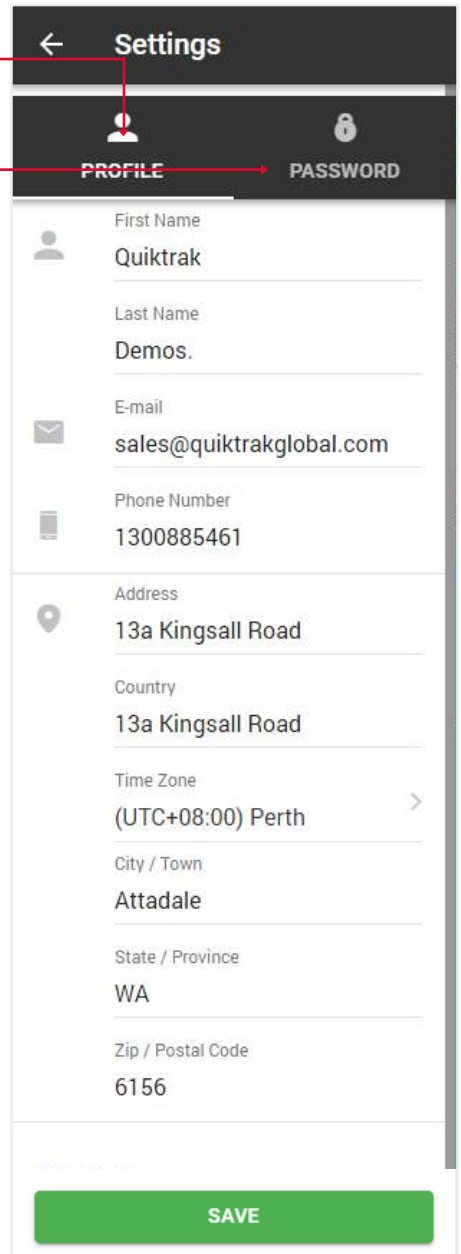 Settings
PROFILE PASSWORD
First Name
Quiktrak
Last Name
Demos.
E-mail
sales@quiktrakglobal.com
Phone Number
1300885461
Address
13a Kingsall Road
Country
13a Kingsall Road
Time Zone
(UTC+08:00) Perth
City / Town
Attadale
State / Province
WA
Zip / Postal Code
6156
SAVE